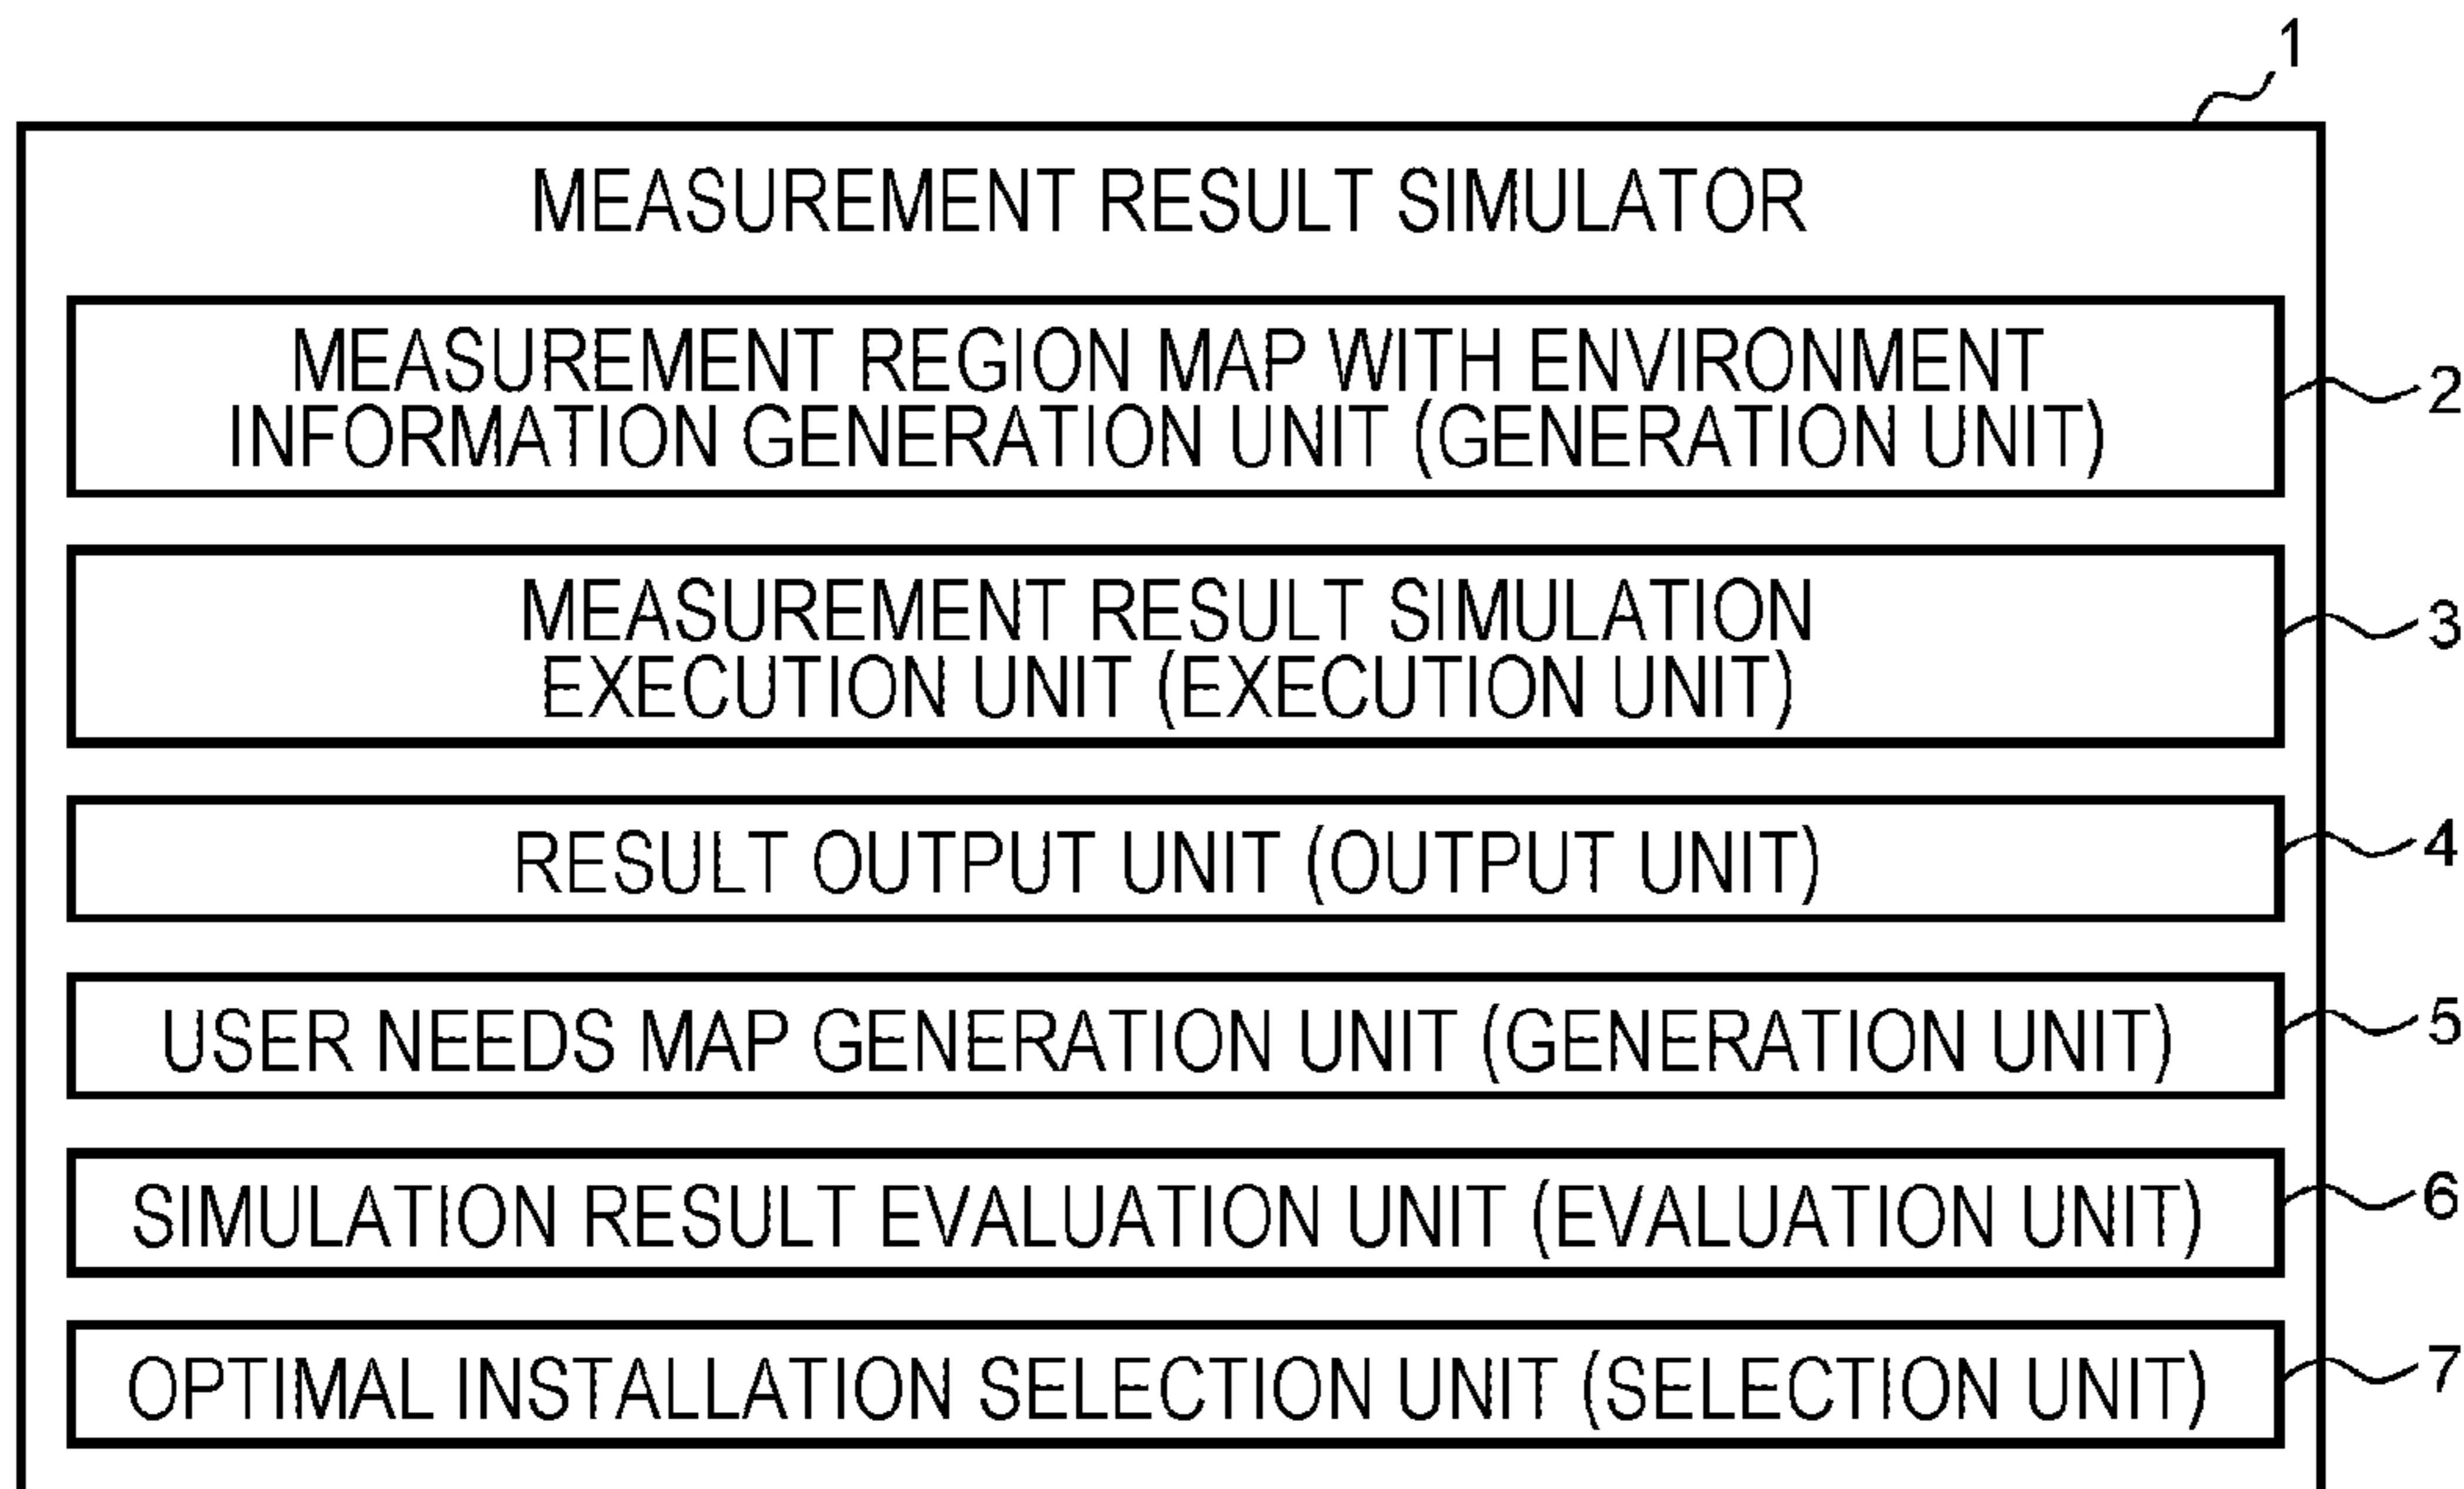 1
MEASUREMENT RESULT SIMULATOR
MEASUREMENT REGION MAP WITH ENVIRONMENT
INFORMATION GENERATION UNIT (GENERATION UNIT)
2
MEASUREMENT RESULT SIMULATION
EXECUTION UNIT (EXECUTION UNIT)
3
RESULT OUTPUT UNIT (OUTPUT UNIT)
4
USER NEEDS MAP GENERATION UNIT (GENERATION UNIT)
5
SIMULATION RESULT EVALUATION UNIT (EVALUATION UNIT)
6
OPTIMAL INSTALLATION SELECTION UNIT (SELECTION UNIT)
7